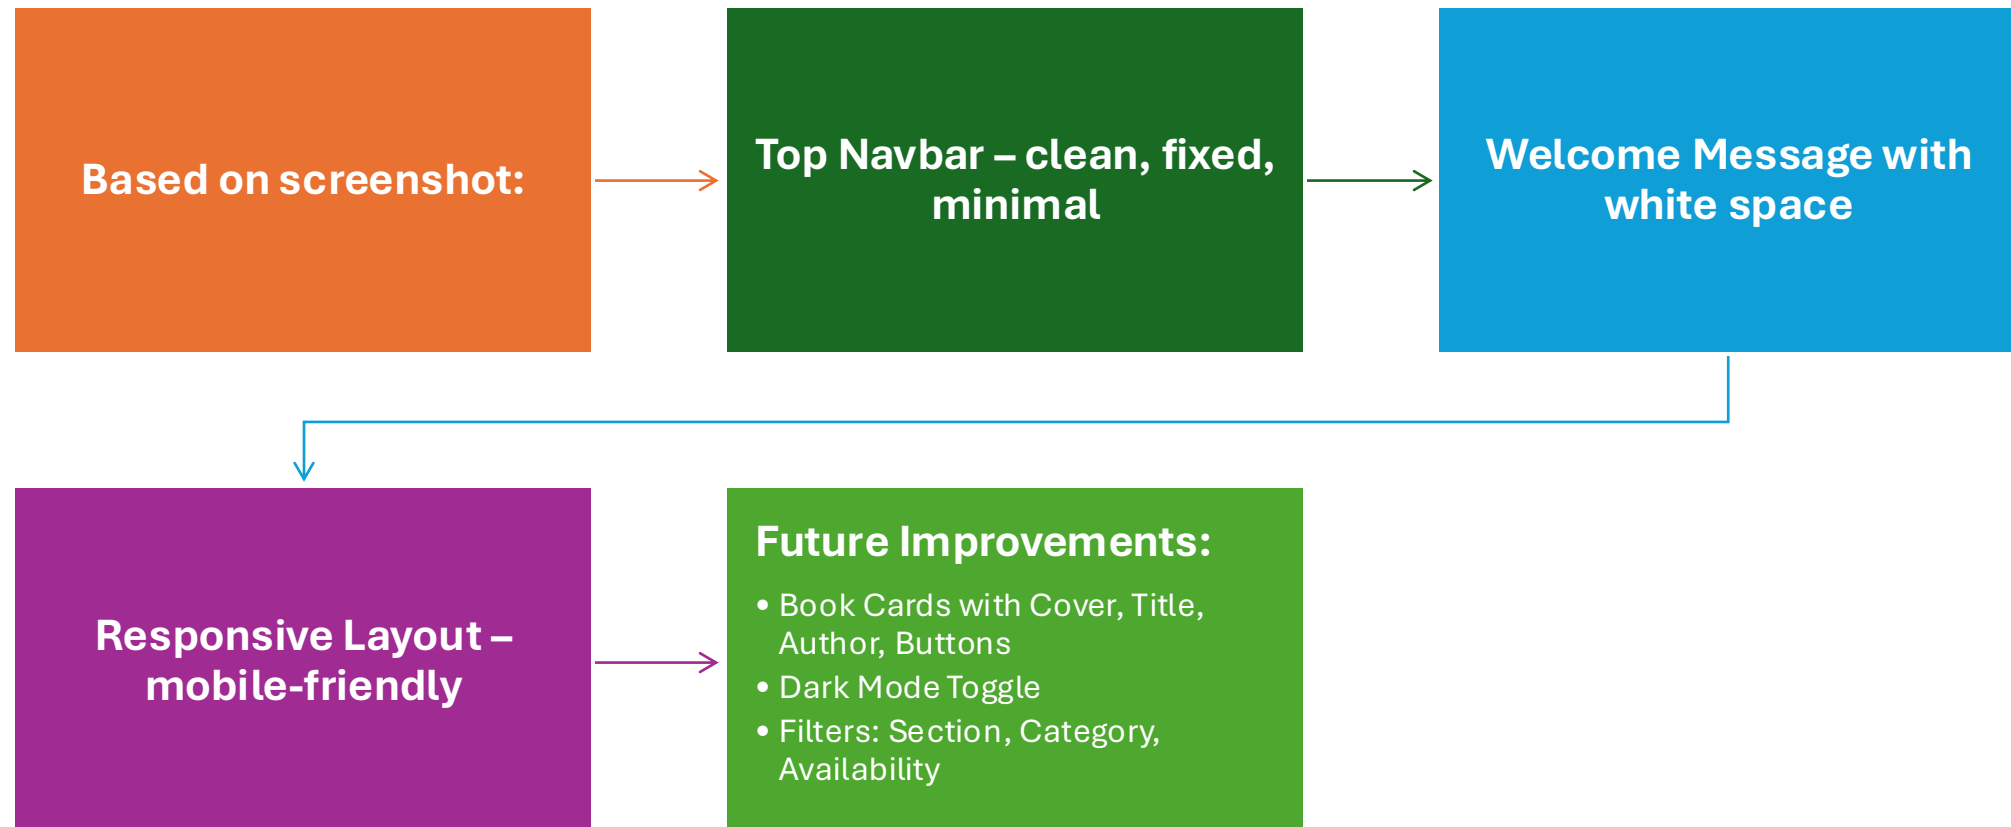 Based on screenshot:
Top Navbar – clean, fixed,
minimal
Welcome Message with
white space
Responsive Layout –
mobile-friendly
Future Improvements:
• Book Cards with Cover, Title,
Author, Buttons
• Dark Mode Toggle
• Filters: Section, Category,
Availability